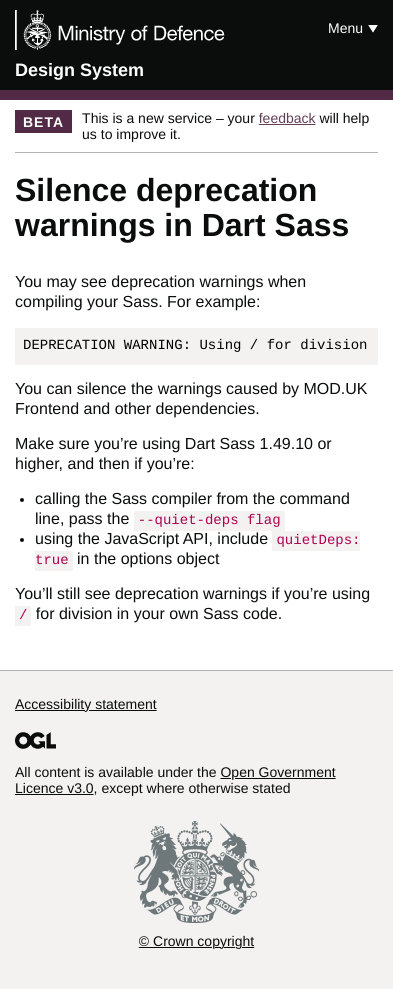 Ministry of Defence
Menu ▼
Design System
BETA
This is a new service – your feedback will help
us to improve it.
Silence deprecation
warnings in Dart Sass
You may see deprecation warnings when
compiling your Sass. For example:
DEPRECATION WARNING: Using / for division
You can silence the warnings caused by MOD.UK
Frontend and other dependencies.
Make sure you’re using Dart Sass 1.49.10 or
higher, and then if you’re:
• calling the Sass compiler from the command
line, pass the --quiet-deps flag
• using the JavaScript API, include quietDeps:
true in the options object
You’ll still see deprecation warnings if you’re using
/ for division in your own Sass code.
Accessibility statement
OGL
All content is available under the Open Government
Licence v3.0, except where otherwise stated
DIEU ET MON DROIT
© Crown copyright